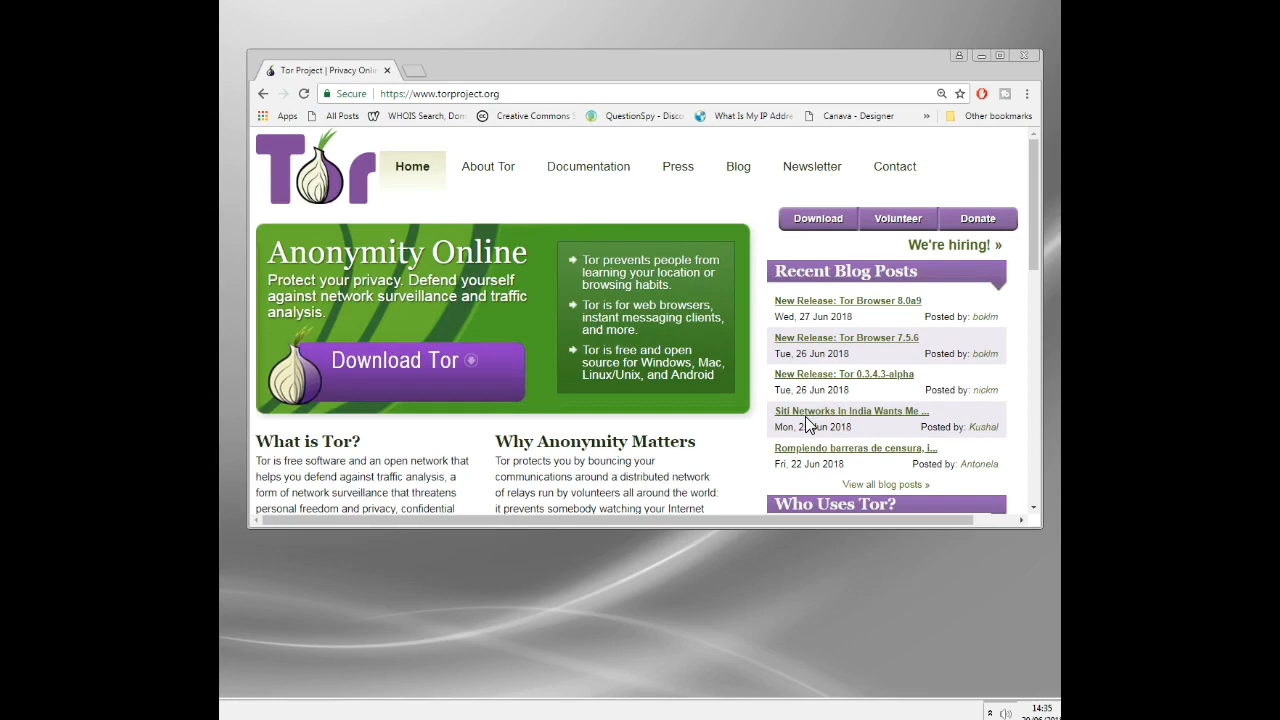 Tor Project | Privacy Onli
Secure https://www.torproject.org
Apps All Posts WHOIS Search, Dom Creative Commons QuestionSpy - Disco What Is My IP Addre Canava - Designer » Other bookmarks
Tor
Home About Tor Documentation Press Blog Newsletter Contact
Download Volunteer Donate
We're hiring! »
Anonymity Online
Protect your privacy. Defend yourself
against network surveillance and traffic
analysis.
Download Tor
Tor prevents people from
learning your location or
browsing habits.
Tor is for web browsers,
instant messaging clients,
and more.
Tor is free and open
source for Windows, Mac,
Linux/Unix, and Android
Recent Blog Posts
New Release: Tor Browser 8.0a9
Wed, 27 Jun 2018 Posted by: boklm
New Release: Tor Browser 7.5.6
Tue, 26 Jun 2018 Posted by: boklm
New Release: Tor 0.3.4.3-alpha
Tue, 26 Jun 2018 Posted by: nickm
Siti Networks In India Wants Me ...
Mon, Jun 2018 Posted by: Kushal
Rompiendo barreras de censura, i...
Fri, 22 Jun 2018 Posted by: Antonela
View all blog posts »
Who Uses Tor?
What is Tor?
Tor is free software and an open network that
helps you defend against traffic analysis, a
form of network surveillance that threatens
personal freedom and privacy, confidential
Why Anonymity Matters
Tor protects you by bouncing your
communications around a distributed network
of relays run by volunteers all around the world:
it prevents somebody watching your Internet
14:35